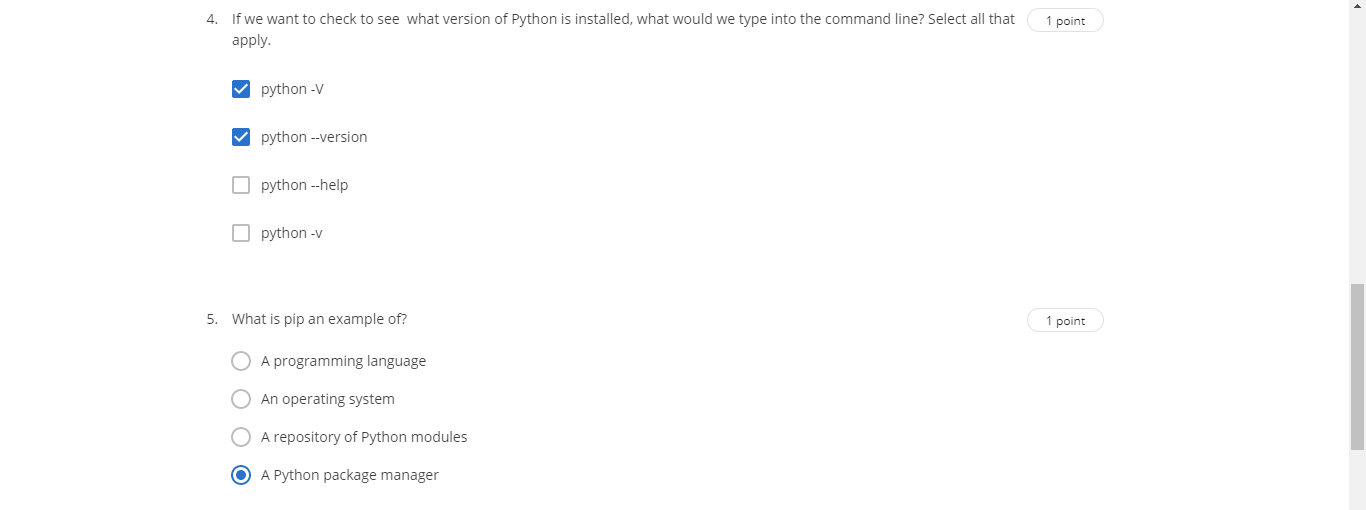 4. If we want to check to see  what version of Python is installed, what would we type into the command line? Select all that
1 point
apply.
python -V
python --version
python --help
python -v
5. What is pip an example of?
1 point
A programming language
An operating system
A repository of Python modules
A Python package manager